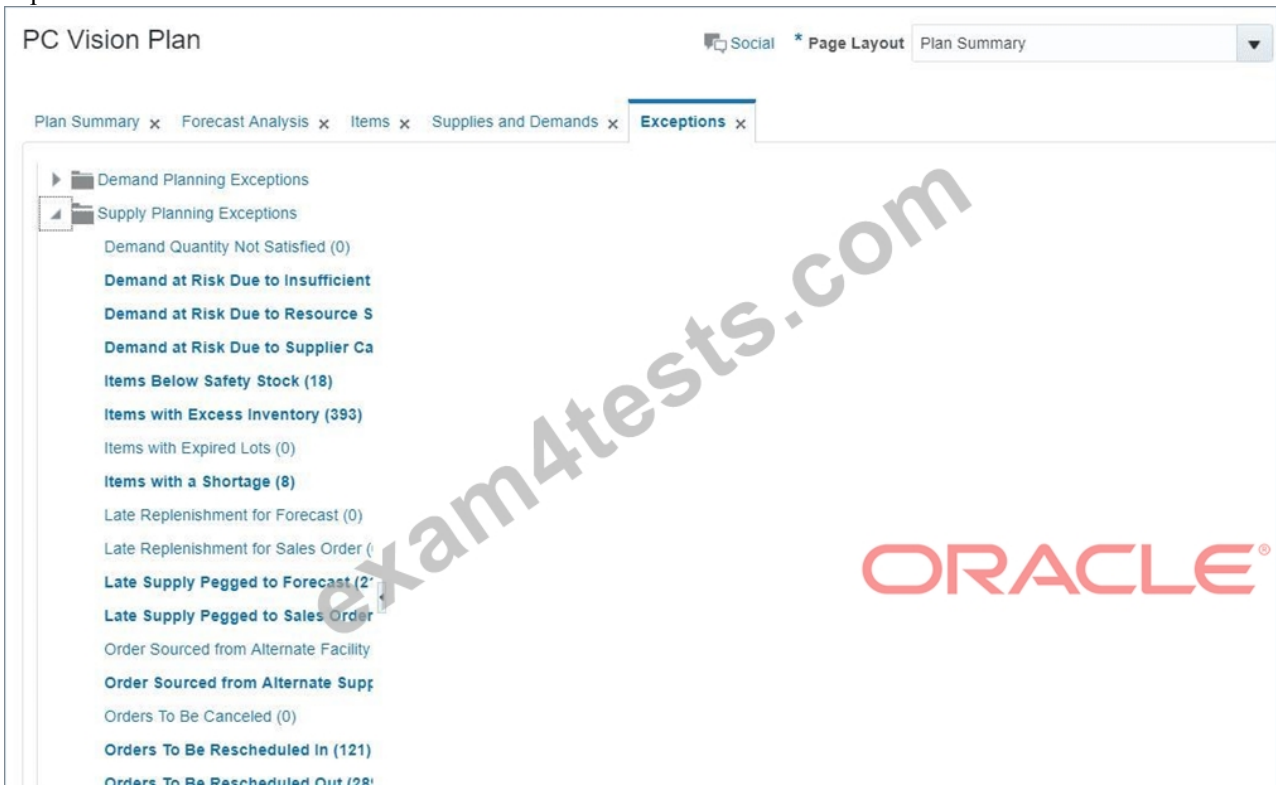 PC Vision Plan
Social * Page Layout Plan Summary
Plan Summary x Forecast Analysis x Items x Supplies and Demands x Exceptions x
Demand Planning Exceptions
Supply Planning Exceptions
Demand Quantity Not Satisfied (0)
Demand at Risk Due to Insufficient
Demand at Risk Due to Resource S
Demand at Risk Due to Supplier Ca
Items Below Safety Stock (18)
Items with Excess Inventory (393)
Items with Expired Lots (0)
Items with a Shortage (8)
Late Replenishment for Forecast (0)
Late Replenishment for Sales Order (
Late Supply Pegged to Forecast (2
Late Supply Pegged to Sales Order
Order Sourced from Alternate Facility
Order Sourced from Alternate Supp
Orders To Be Canceled (0)
Orders To Be Rescheduled In (121)
Orders To Be Rescheduled Out (28
exam4tests.com
ORACLE®